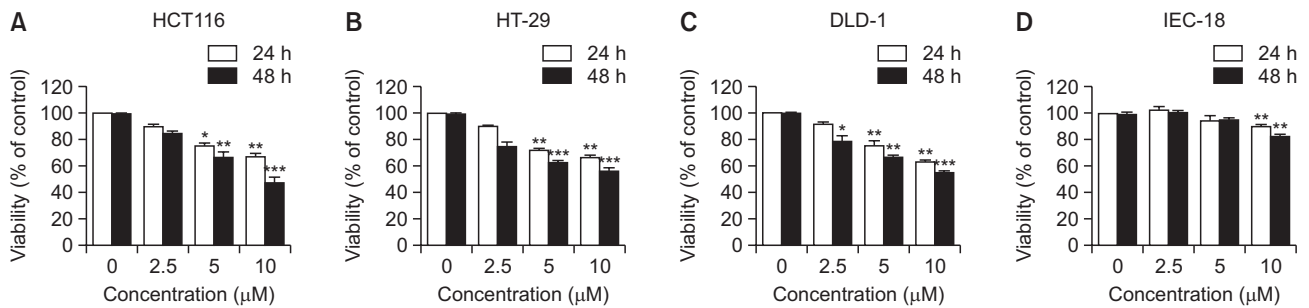 A HCT116
24 h
48 h
Viability (% of control)
120
100
80
60
40
20
0
* ** ** ***
0 2.5 5 10
Concentration (μM)
B HT-29
24 h
48 h
Viability (% of control)
120
100
80
60
40
20
0
** *** ** ***
0 2.5 5 10
Concentration (μM)
C DLD-1
24 h
48 h
Viability (% of control)
120
100
80
60
40
20
0
* ** ** ** ***
0 2.5 5 10
Concentration (μM)
D IEC-18
24 h
48 h
Viability (% of control)
120
100
80
60
40
20
0
** **
0 2.5 5 10
Concentration (μM)